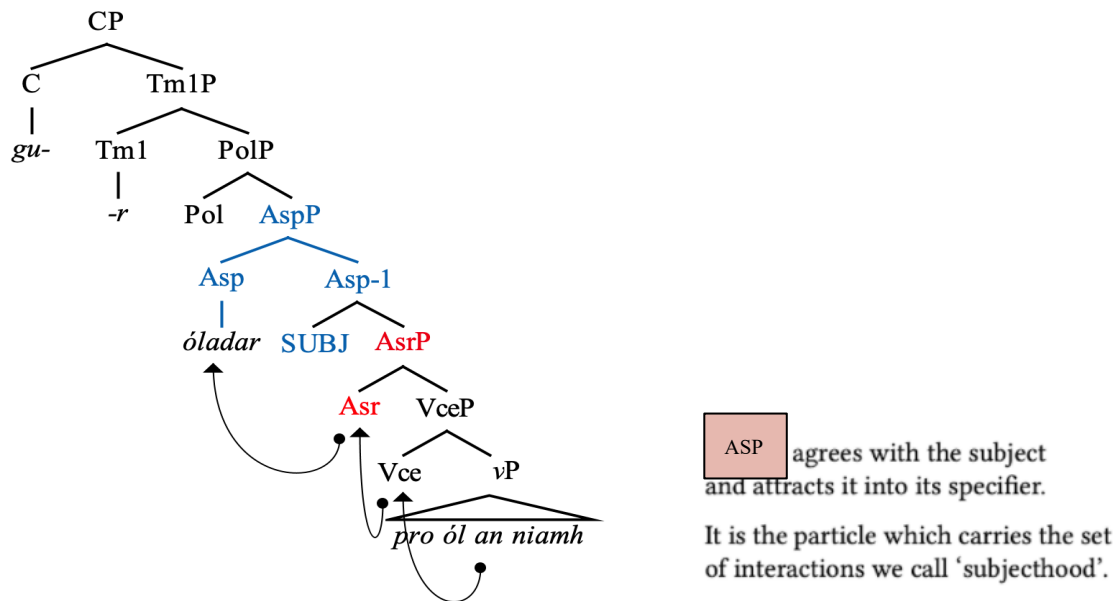 CP
C Tm1P
gu- Tm1 PolP
-r Pol AspP
Asp Asp-1
óladar SUBJ AsrP
Asr VceP
Vce vP
pro ól an niamh
ASP agrees with the subject
and attracts it into its specifier.
It is the particle which carries the set
of interactions we call ‘subjecthood’.